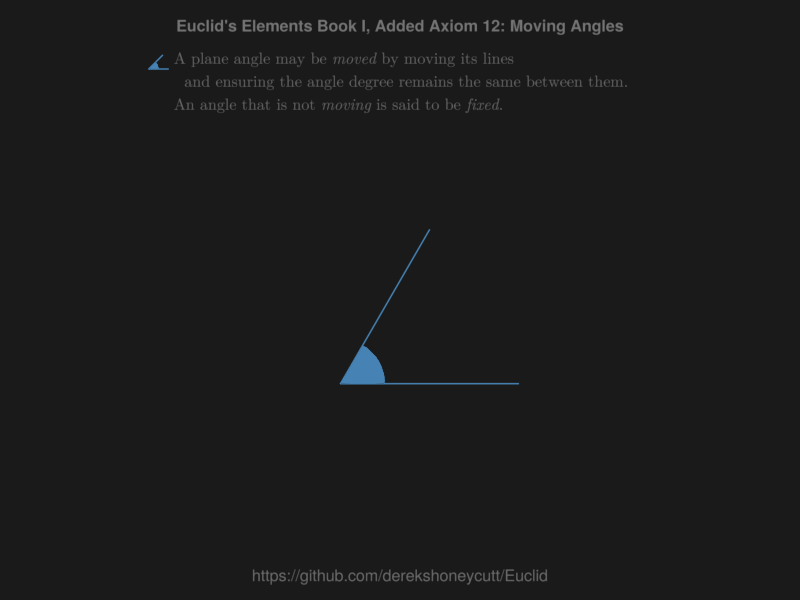 Euclid's Elements Book I, Added Axiom 12: Moving Angles
A plane angle may be moved by moving its lines
and ensuring the angle degree remains the same between them.
An angle that is not moving is said to be fixed.
https://github.com/derekshoneycutt/Euclid